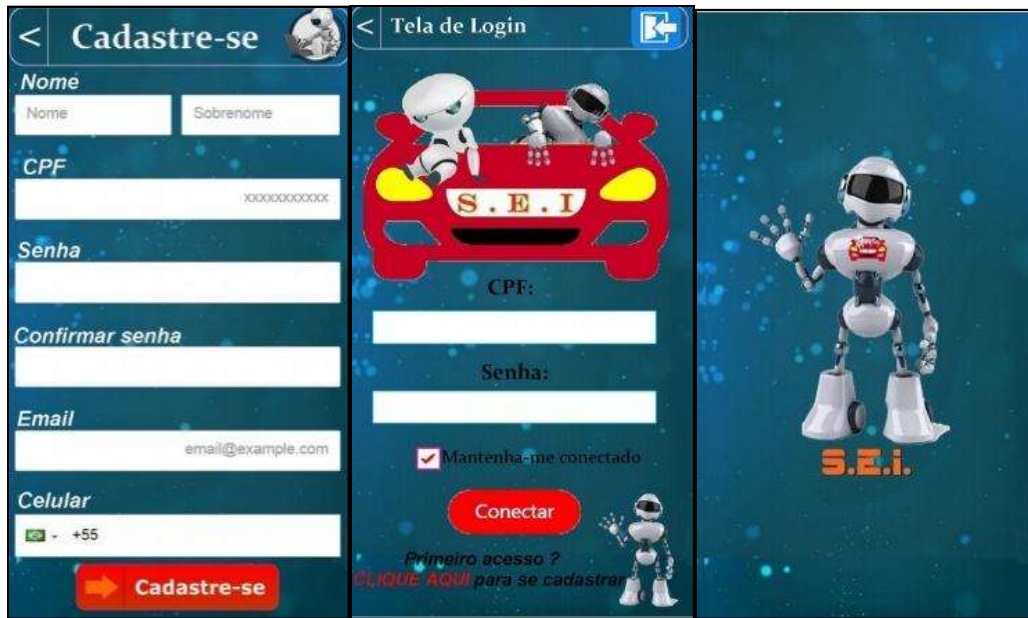 < Cadastre-se
Nome
Nome Sobrenome
CPF
xxxxxxxxxxx
Senha
Confirmar senha
Email
email@example.com
Celular
+55
Cadastre-se
< Tela de Login
S.E.I
CPF:
Senha:
Mantenha-me conectado
Conectar
Primeiro acesso ?
CLIQUE AQUI para se cadastrar
S.E.i.